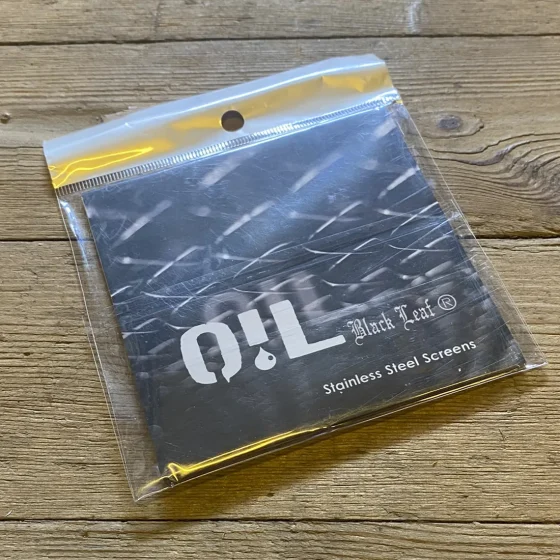 OIL Black Leaf ®
Stainless Steel Screens